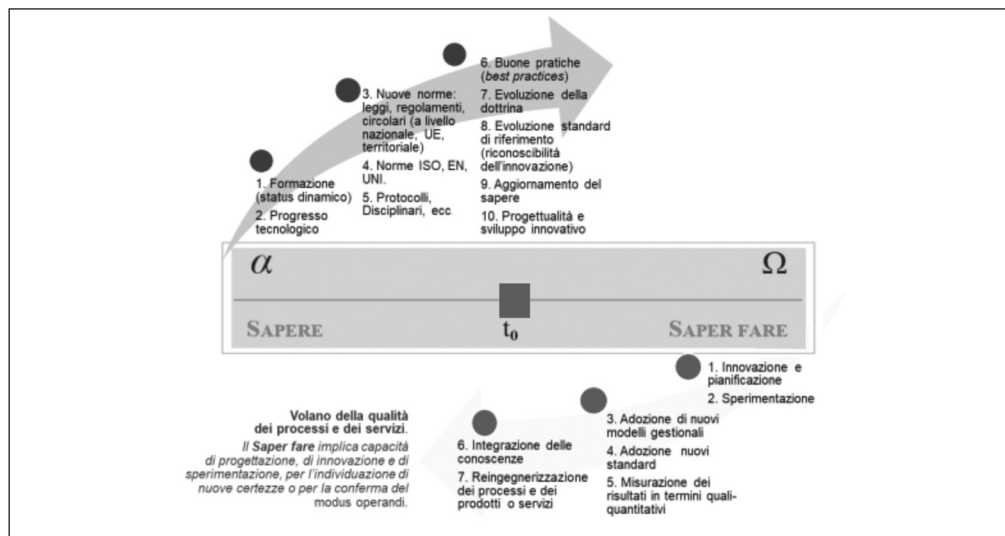 1. Formazione
(status dinamico)
2. Progresso
tecnologico
3. Nuove norme:
leggi, regolamenti,
circolari (a livello
nazionale, UE,
territoriale)
4. Norme ISO, EN,
UNI.
5. Protocolli,
Disciplinari, ecc
6. Buone pratiche
(best practices)
7. Evoluzione della
dottrina
8. Evoluzione standard
di riferimento
(riconoscibilità
dell'innovazione)
9. Aggiornamento del
sapere
10. Progettualità e
sviluppo innovativo
α
Ω
SAPERE
t0
SAPER FARE
1. Innovazione e
pianificazione
2. Sperimentazione
3. Adozione di nuovi
modelli gestionali
4. Adozione nuovi
standard
5. Misurazione dei
risultati in termini quali-
quantitativi
6. Integrazione delle
conoscenze
7. Reingegnerizzazione
dei processi e dei
prodotti o servizi
Volano della qualità
dei processi e dei servizi.
Il Saper fare implica capacità
di progettazione, di innovazione e di
sperimentazione, per l'individuazione di
nuove certezze o per la conferma del
modus operandi.